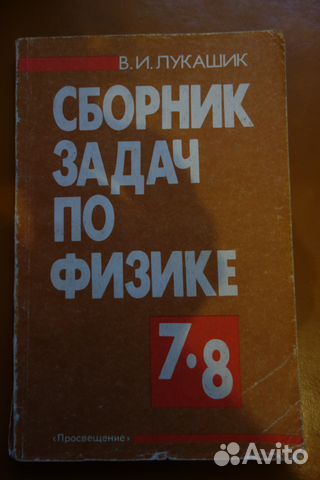 В. И. ЛУКАШИК
СБОРНИК
ЗАДАЧ
ПО
ФИЗИКЕ
7·8
«Просвещение»
Avito